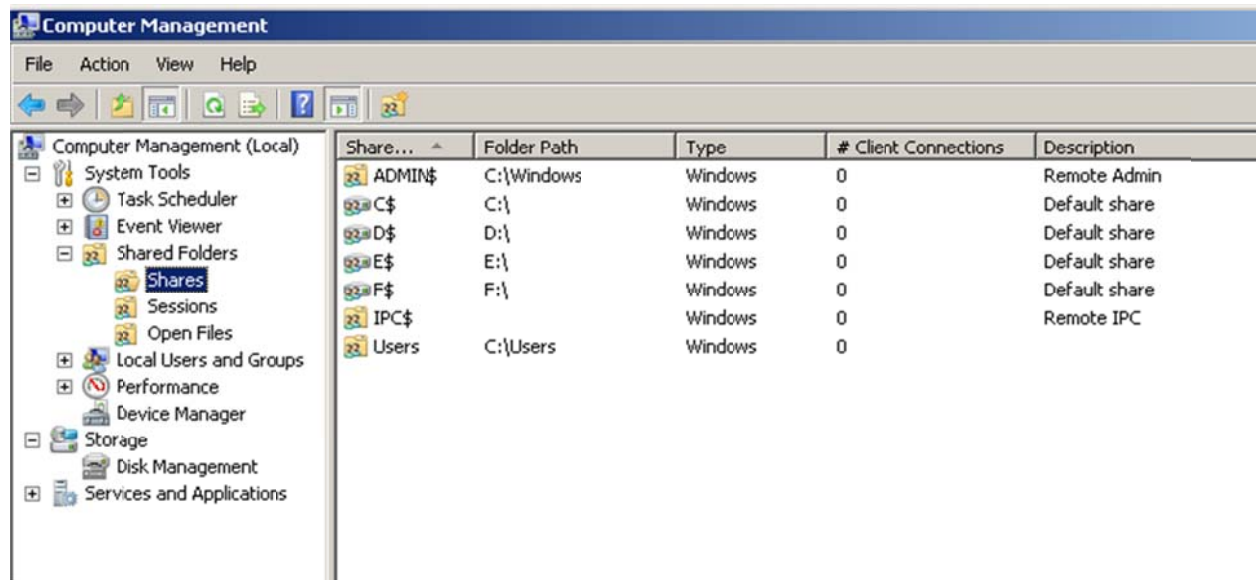 Computer Management
File Action View Help
Computer Management (Local)
System Tools
Task Scheduler
Event Viewer
Shared Folders
Shares
Sessions
Open Files
Local Users and Groups
Performance
Device Manager
Storage
Disk Management
Services and Applications
Share... Folder Path Type # Client Connections Description
ADMIN$ C:\Windows Windows 0 Remote Admin
C$ C:\ Windows 0 Default share
D$ D:\ Windows 0 Default share
E$ E:\ Windows 0 Default share
F$ F:\ Windows 0 Default share
IPC$ Windows 0 Remote IPC
Users C:\Users Windows 0